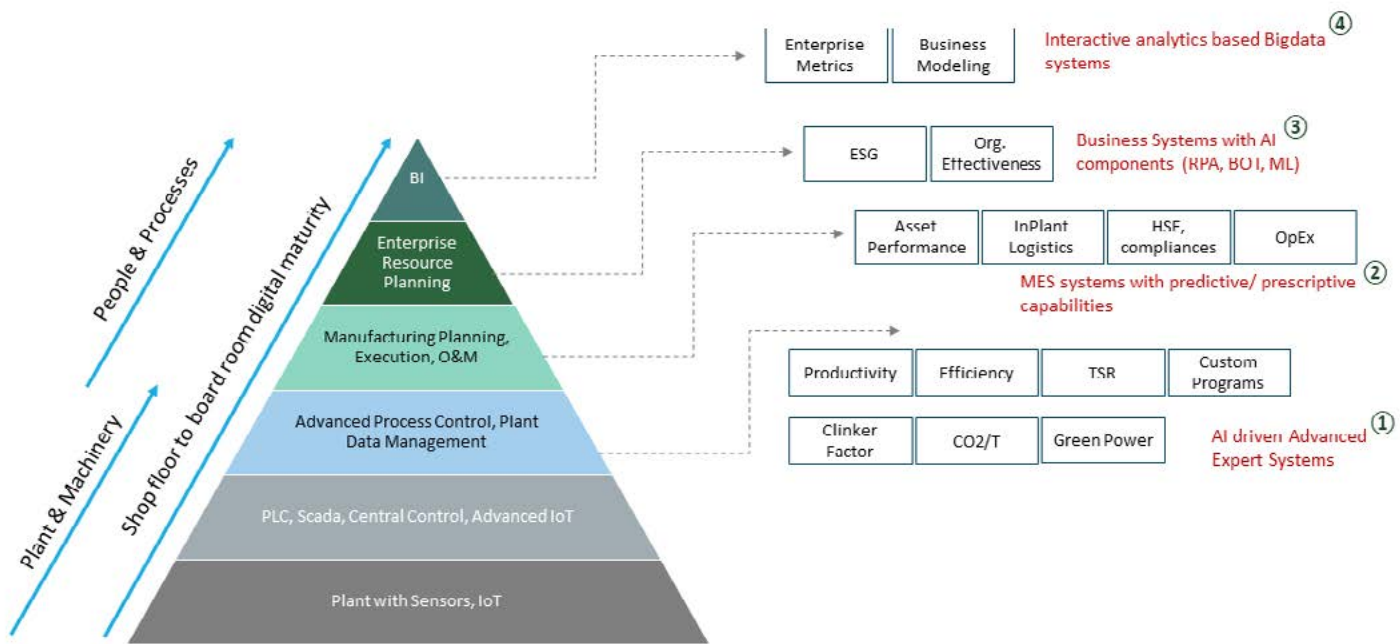 ④
Enterprise
Metrics
Business
Modeling
Interactive analytics based Bigdata
systems
③
ESG
Org.
Effectiveness
Business Systems with AI
components (RPA, BOT, ML)
Asset
Performance
InPlant
Logistics
HSE,
compliances
OpEx
②
MES systems with predictive/ prescriptive
capabilities
Productivity
Efficiency
TSR
Custom
Programs
①
Clinker
Factor
CO2/T
Green Power
AI driven Advanced
Expert Systems
People & Processes
Plant & Machinery
Shop floor to board room digital maturity
BI
Enterprise
Resource
Planning
Manufacturing Planning,
Execution, O&M
Advanced Process Control, Plant
Data Management
PLC, Scada, Central Control, Advanced IoT
Plant with Sensors, IoT